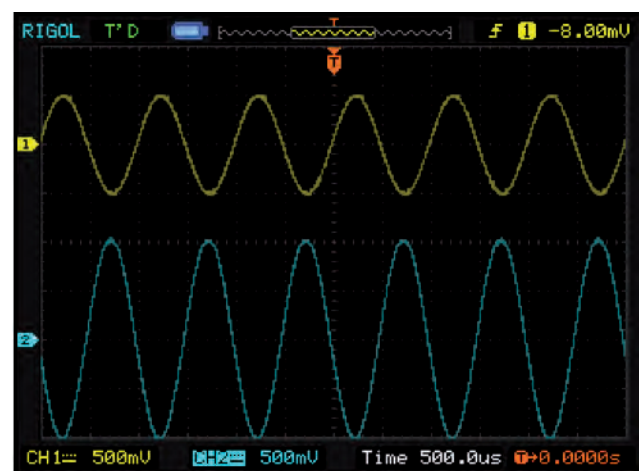 RIGOL T'D T f 1 -8.00mV
T
1
2
CH1 500mV CH2 500mV Time 500.0us T→0.0000s